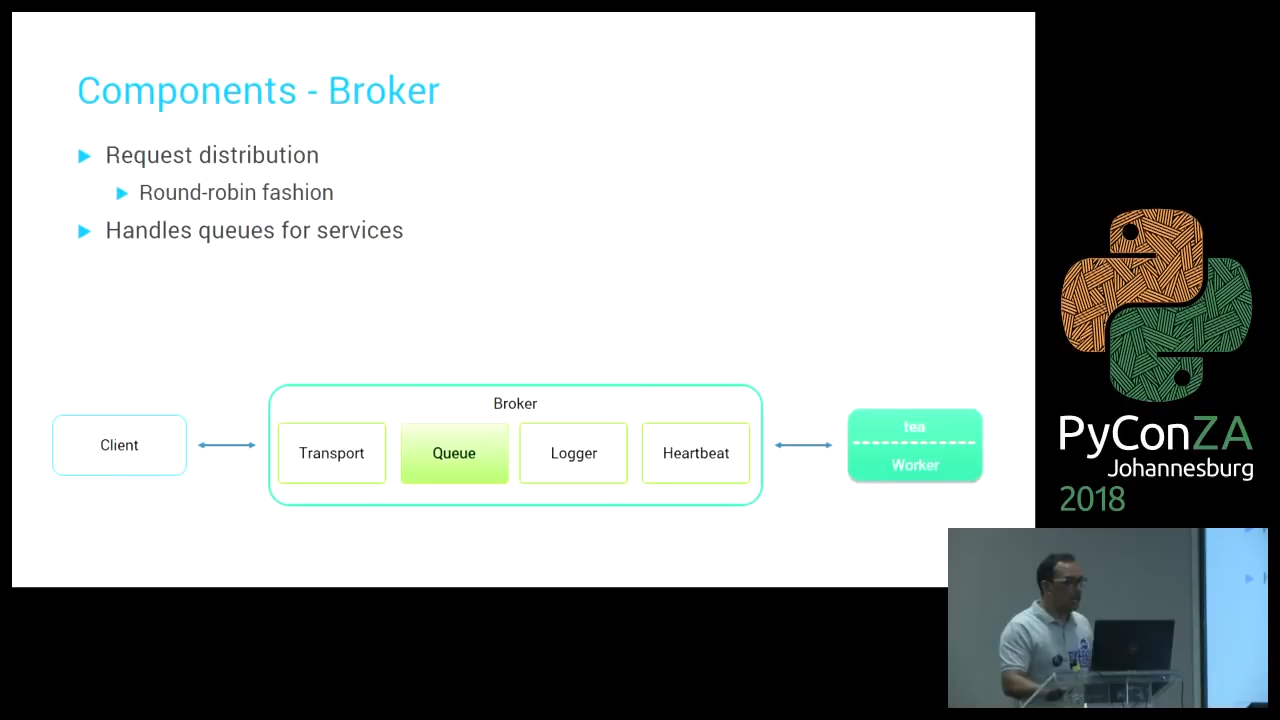 Components - Broker
Request distribution
Round-robin fashion
Handles queues for services
Broker
Client
Transport
Queue
Logger
Heartbeat
tea
Worker
PyConZA
Johannesburg
2018